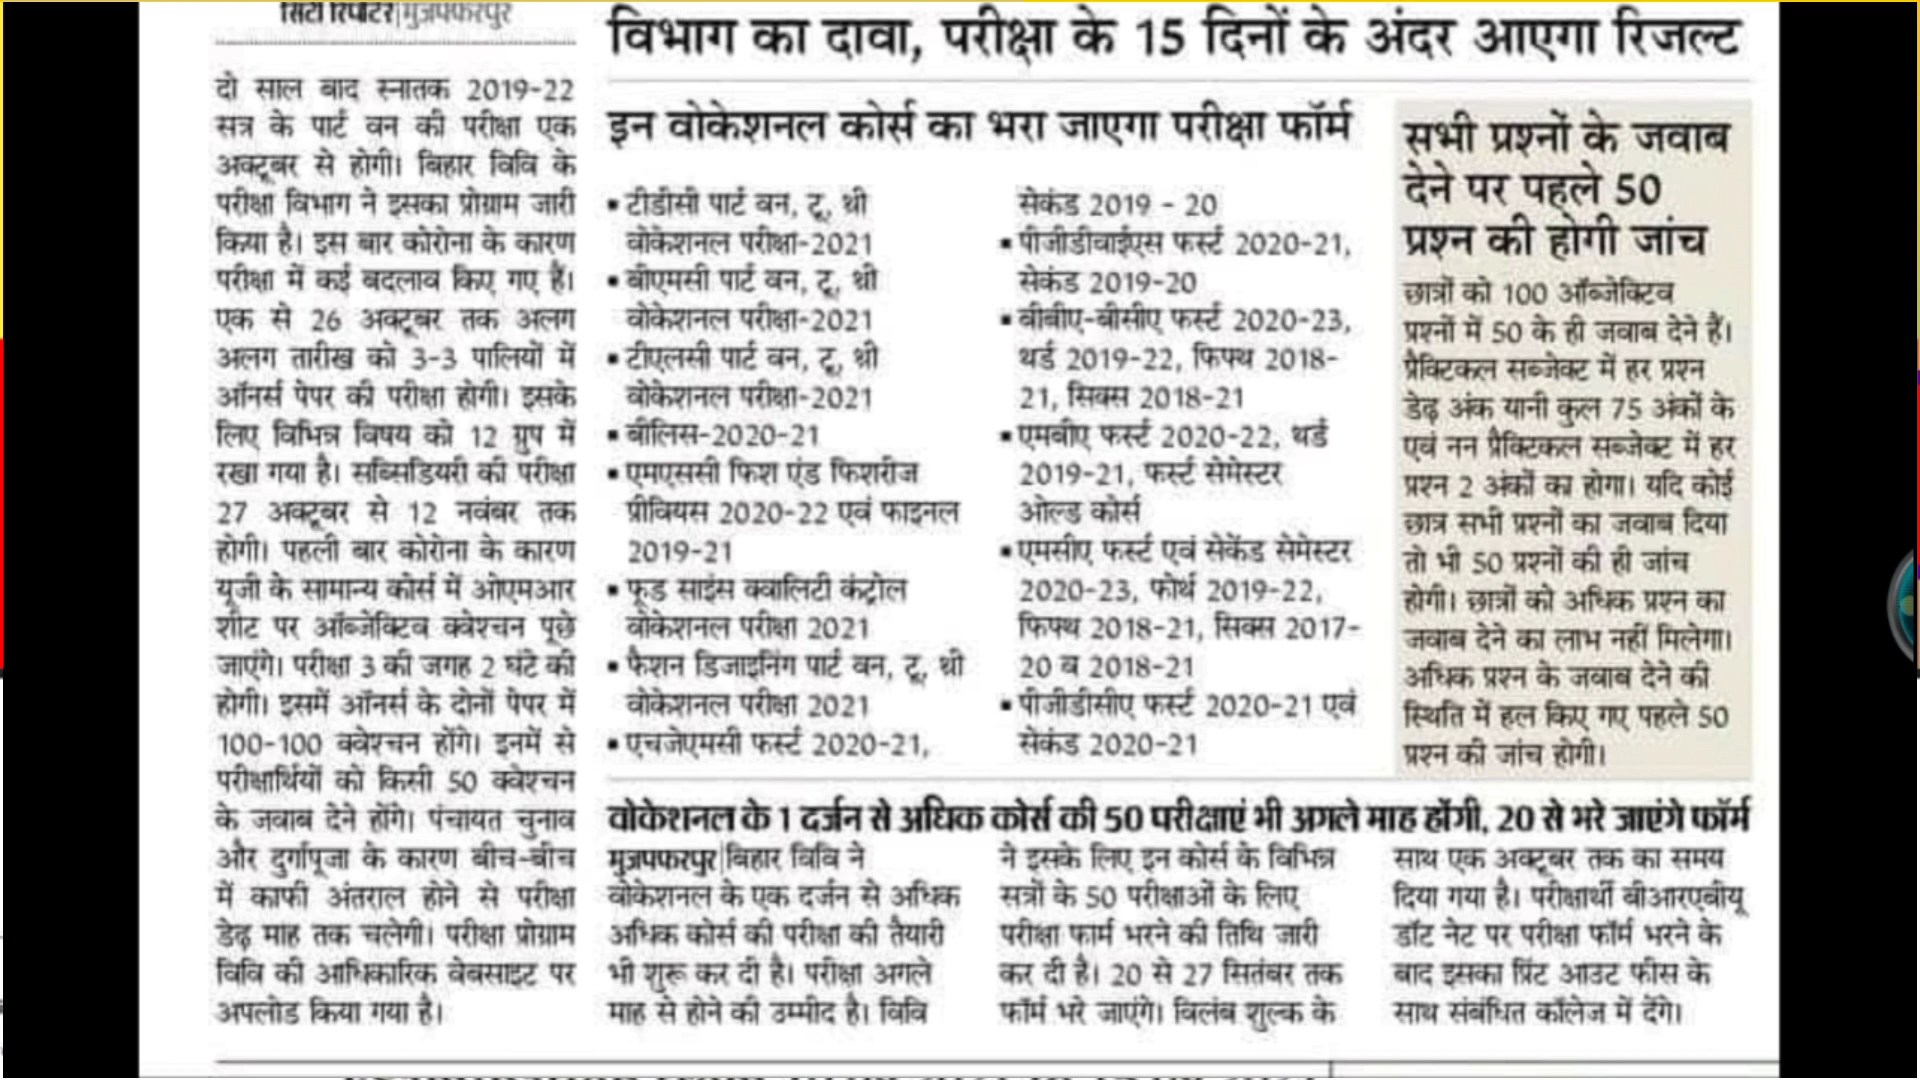 सिटी रिपोर्टर|मुजफ्फरपुर
दो साल बाद स्नातक 2019-22
सत्र के पार्ट वन की परीक्षा एक
अक्टूबर से होगी। बिहार विवि के
परीक्षा विभाग ने इसका प्रोग्राम जारी
किया है। इस बार कोरोना के कारण
परीक्षा में कई बदलाव किए गए हैं।
एक से 26 अक्टूबर तक अलग
अलग तारीख को 3-3 पालियों में
ऑनर्स पेपर की परीक्षा होगी। इसके
लिए विभिन्न विषय को 12 ग्रुप में
रखा गया है। सब्सिडियरी की परीक्षा
27 अक्टूबर से 12 नवंबर तक
होगी। पहली बार कोरोना के कारण
यूजी के सामान्य कोर्स में ओएमआर
शीट पर ऑब्जेक्टिव क्वेश्चन पूछे
जाएंगे। परीक्षा 3 की जगह 2 घंटे की
होगी। इसमें ऑनर्स के दोनों पेपर में
100-100 क्वेश्चन होंगे। इनमें से
परीक्षार्थियों को किसी 50 क्वेश्चन
के जवाब देने होंगे। पंचायत चुनाव
और दुर्गापूजा के कारण बीच-बीच
में काफी अंतराल होने से परीक्षा
डेढ़ माह तक चलेगी। परीक्षा प्रोग्राम
विवि की आधिकारिक वेबसाइट पर
अपलोड किया गया है।
विभाग का दावा, परीक्षा के 15 दिनों के अंदर आएगा रिजल्ट
इन वोकेशनल कोर्स का भरा जाएगा परीक्षा फॉर्म
▪ टीडीसी पार्ट वन, टू, थ्री
वोकेशनल परीक्षा-2021
▪ बीएमसी पार्ट वन, टू, थ्री
वोकेशनल परीक्षा-2021
▪ टीएलसी पार्ट वन, टू, थ्री
वोकेशनल परीक्षा-2021
▪ बीलिस-2020-21
▪ एमएससी फिश एंड फिशरीज
प्रीवियस 2020-22 एवं फाइनल
2019-21
▪ फूड साइंस क्वालिटी कंट्रोल
वोकेशनल परीक्षा 2021
▪ फैशन डिजाइनिंग पार्ट वन, टू, थ्री
वोकेशनल परीक्षा 2021
▪ एचजेएमसी फर्स्ट 2020-21,
सेकंड 2019 - 20
▪ पीजीडीवाईएस फर्स्ट 2020-21,
सेकंड 2019-20
▪ बीबीए-बीसीए फर्स्ट 2020-23,
थर्ड 2019-22, फिफ्थ 2018-
21, सिक्स 2018-21
▪ एमबीए फर्स्ट 2020-22, थर्ड
2019-21, फर्स्ट सेमेस्टर
ओल्ड कोर्स
▪ एमसीए फर्स्ट एवं सेकेंड सेमेस्टर
2020-23, फोर्थ 2019-22,
फिफ्थ 2018-21, सिक्स 2017-
20 व 2018-21
▪ पीजीडीसीए फर्स्ट 2020-21 एवं
सेकंड 2020-21
सभी प्रश्नों के जवाब
देने पर पहले 50
प्रश्न की होगी जांच
छात्रों को 100 ऑब्जेक्टिव
प्रश्नों में 50 के ही जवाब देने हैं।
प्रैक्टिकल सब्जेक्ट में हर प्रश्न
डेढ़ अंक यानी कुल 75 अंकों के
एवं नन प्रैक्टिकल सब्जेक्ट में हर
प्रश्न 2 अंकों का होगा। यदि कोई
छात्र सभी प्रश्नों का जवाब दिया
तो भी 50 प्रश्नों की ही जांच
होगी। छात्रों को अधिक प्रश्न का
जवाब देने का लाभ नहीं मिलेगा।
अधिक प्रश्न के जवाब देने की
स्थिति में हल किए गए पहले 50
प्रश्न की जांच होगी।
वोकेशनल के 1 दर्जन से अधिक कोर्स की 50 परीक्षाएं भी अगले माह होंगी, 20 से भरे जाएंगे फॉर्म
मुजफ्फरपुर|बिहार विवि ने
वोकेशनल के एक दर्जन से अधिक
अधिक कोर्स की परीक्षा की तैयारी
भी शुरू कर दी है। परीक्षा अगले
माह से होने की उम्मीद है। विवि
ने इसके लिए इन कोर्स के विभिन्न
सत्रों के 50 परीक्षाओं के लिए
परीक्षा फार्म भरने की तिथि जारी
कर दी है। 20 से 27 सितंबर तक
फॉर्म भरे जाएंगे। विलंब शुल्क के
साथ एक अक्टूबर तक का समय
दिया गया है। परीक्षार्थी बीआरएबीयू
डॉट नेट पर परीक्षा फॉर्म भरने के
बाद इसका प्रिंट आउट फीस के
साथ संबंधित कॉलेज में देंगे।